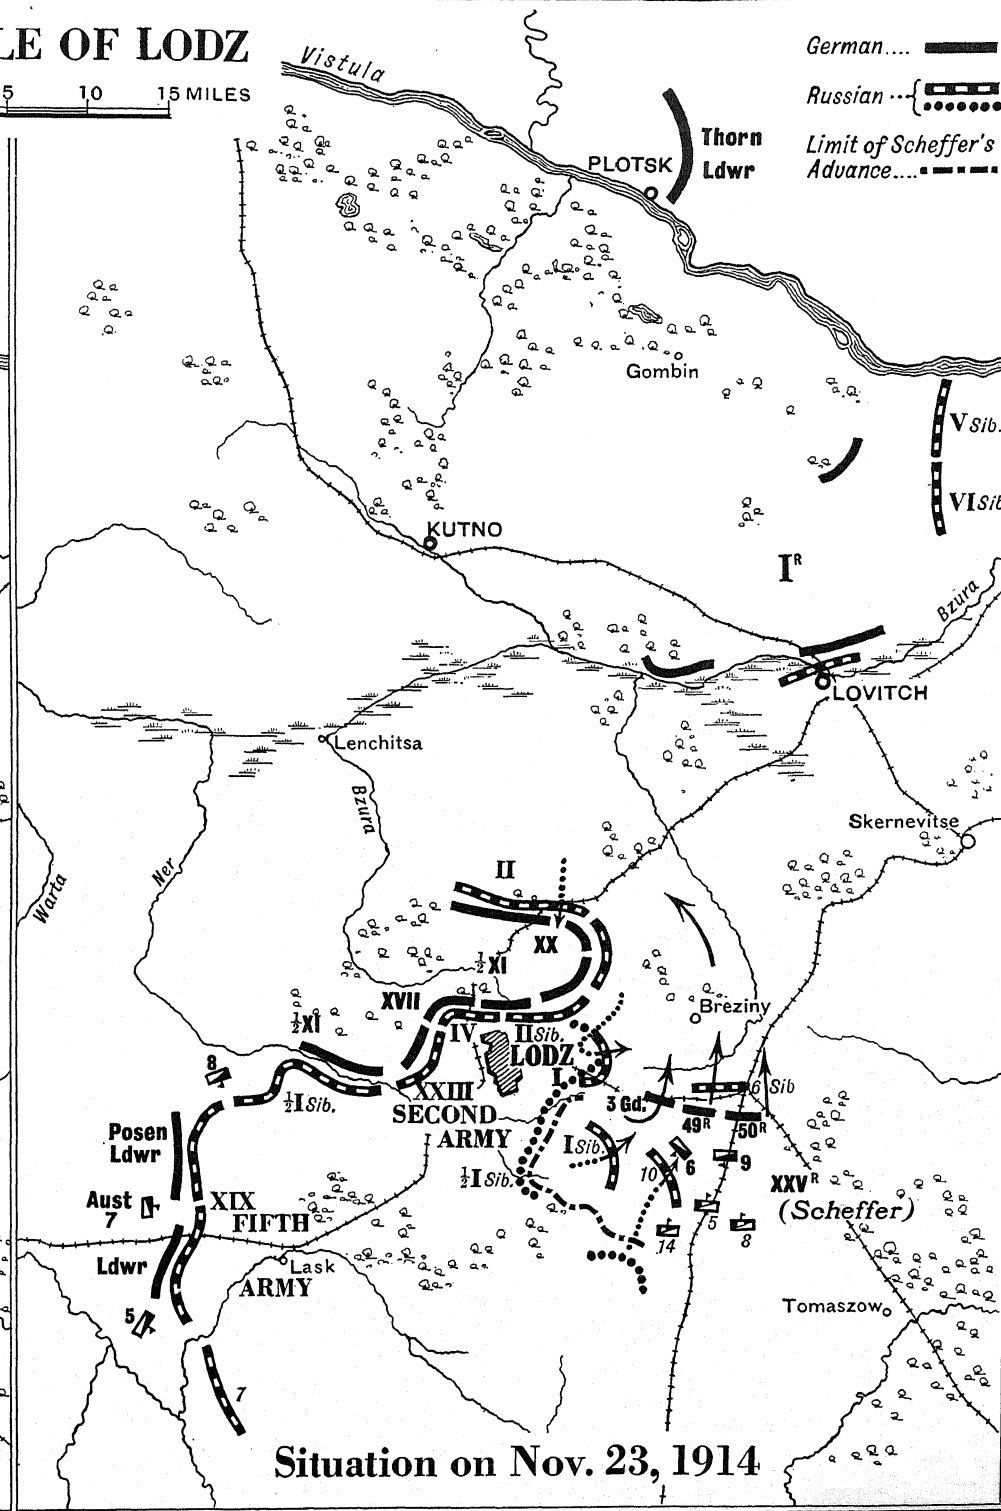 LE OF LODZ
5 10 15 MILES
German....
Russian ...
Limit of Scheffer's
Advance....
Vistula
Thorn
Ldwr
PLOTSK
Gombin
V Sib.
VI Sib
KUTNO
I R
Bzura
LOVITCH
Lenchitsa
Bzura
Skernevitse
Ner
Warta
II
XX
½ XI
XVII
Breziny
½ XI
IV
II Sib.
LODZ
I
8
6 Sib
XXIII
3 Gd.
½ I Sib.
SECOND
ARMY
49 R
50 R
Posen
Ldwr
I Sib.
10
6
9
½ I Sib.
XXV R
(Scheffer)
Aust
7
XIX
FIFTH
5
14
8
Ldwr
Lask
ARMY
5
Tomaszow
7
Situation on Nov. 23, 1914